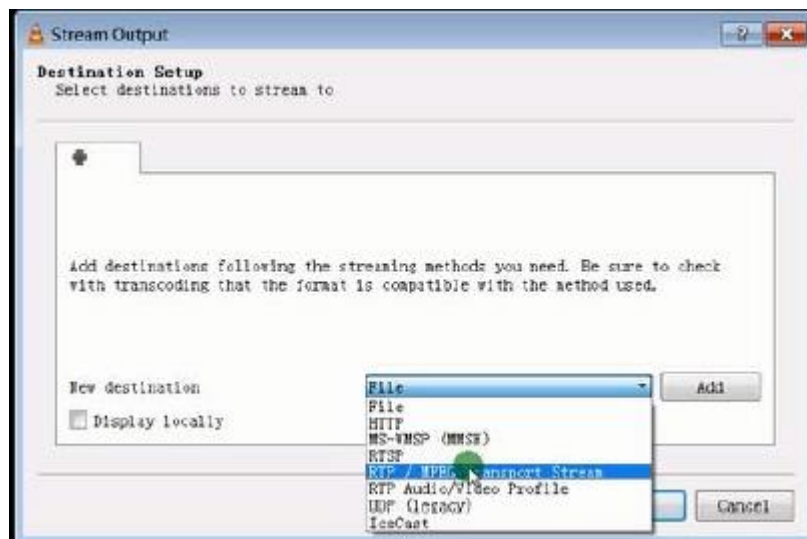 Stream Output
Destination Setup
Select destinations to stream to
Add destinations following the streaming methods you need. Be sure to check
with transcoding that the format is compatible with the method used.
New destination
File
Add
Display locally
File
HTTP
MS-WMSP (MMSH)
RTSP
RTP / MPEG Transport Stream
RTP Audio/Video Profile
UDP (legacy)
IceCast
Cancel